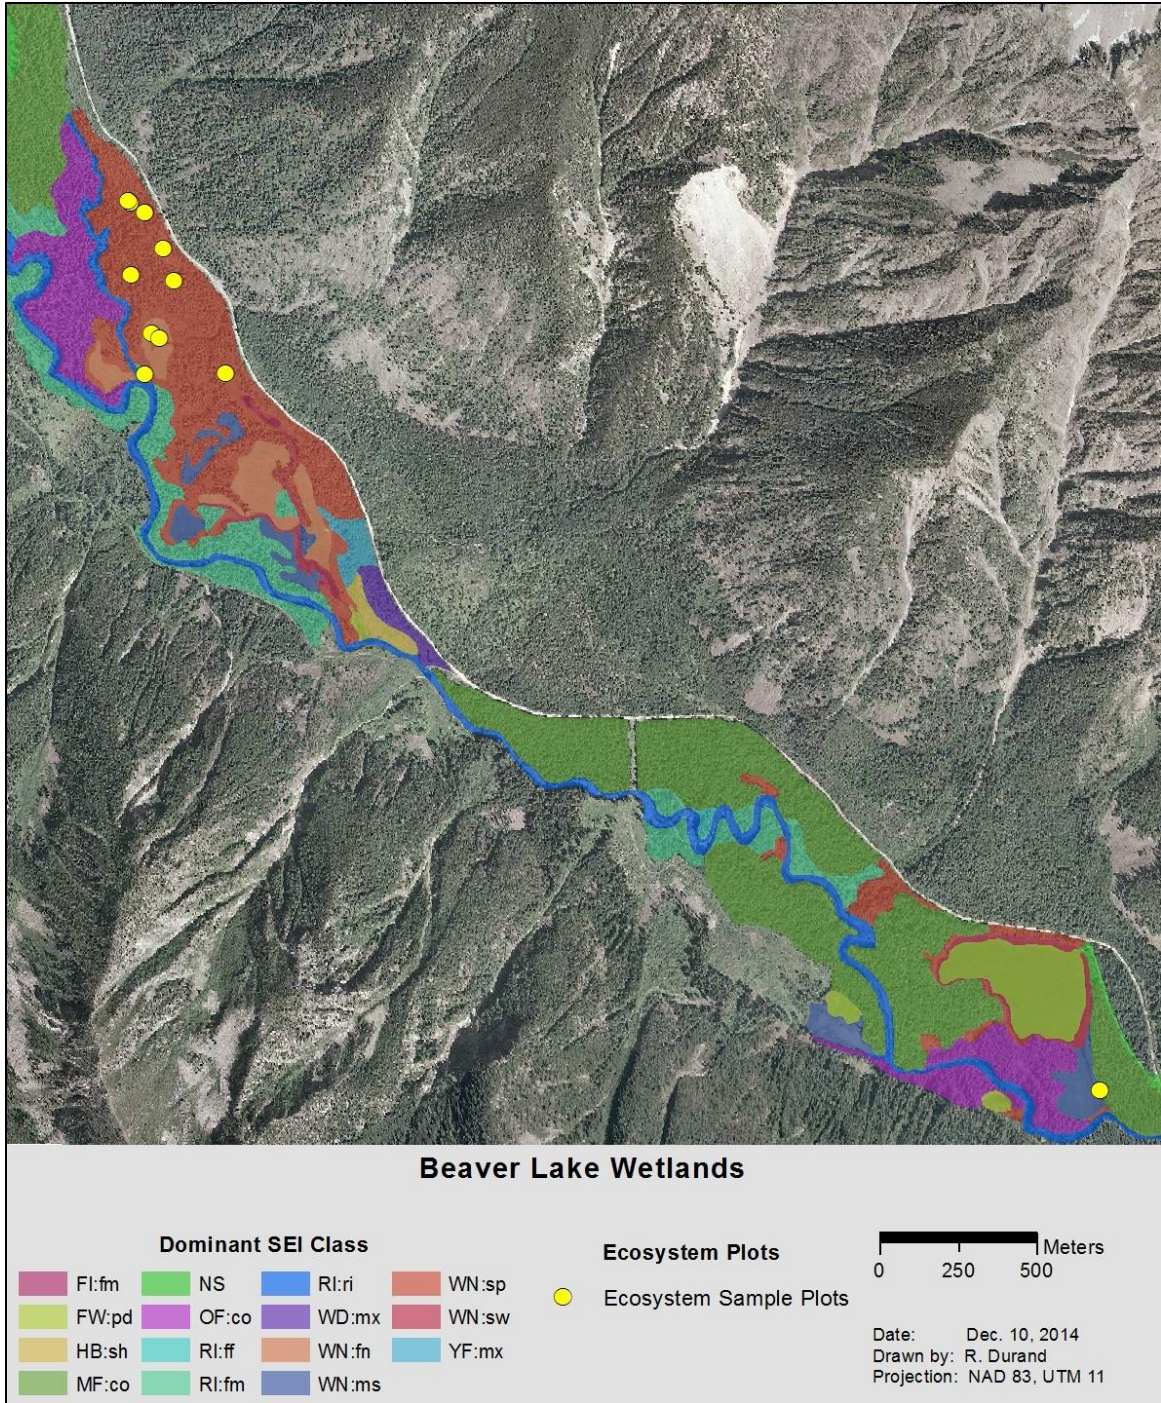 Beaver Lake Wetlands
Dominant SEI Class
FI:fm
FW:pd
HB:sh
MF:co
NS
OF:co
RI:ff
RI:fm
RI:ri
WD:mx
WN:fn
WN:ms
WN:sp
WN:sw
YF:mx
Ecosystem Plots
Ecosystem Sample Plots
Meters
0 250 500
Date: Dec. 10, 2014
Drawn by: R. Durand
Projection: NAD 83, UTM 11